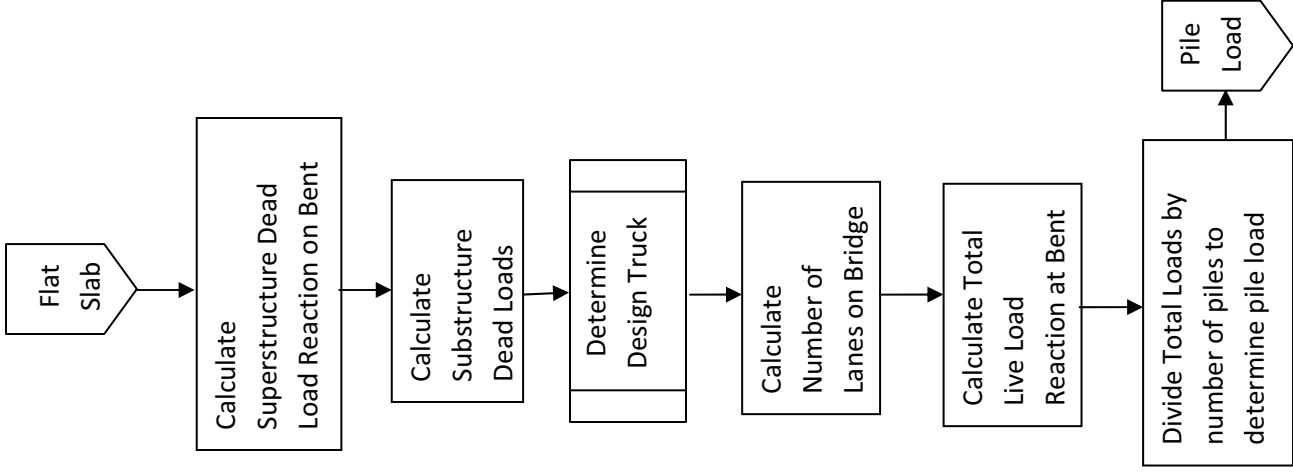 Flat
Slab
Calculate
Superstructure Dead
Load Reaction on Bent
Calculate
Substructure
Dead Loads
Determine
Design Truck
Calculate
Number of
Lanes on Bridge
Calculate Total
Live Load
Reaction at Bent
Divide Total Loads by
number of piles to
determine pile load
Pile
Load